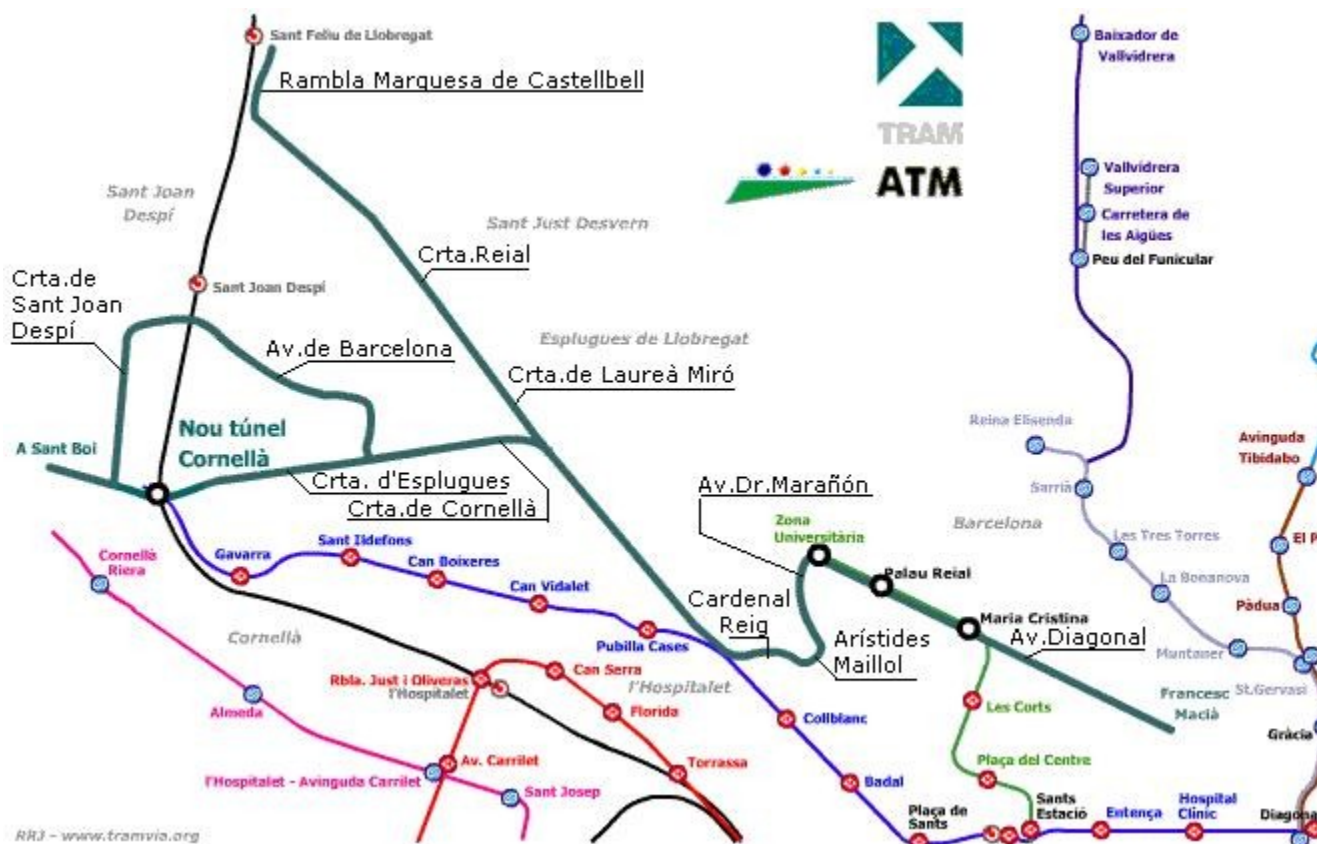 Sant Feliu de Llobregat
Rambla Marquesa de Castellbell
TRAM
ATM
Baixador de
Vallvidrera
Vallvidrera
Superior
Carretera de
les Aigües
Peu del Funicular
Sant Joan
Despí
Sant Just Desvern
Crta.Reial
Crta.de
Sant Joan
Despí
Sant Joan Despí
Av.de Barcelona
Esplugues de Llobregat
Crta.de Laureà Miró
Nou túnel
Cornellà
A Sant Boi
Crta. d'Esplugues
Crta.de Cornellà
Av.Dr.Marañón
Zona
Universitària
Palau Reial
Maria Cristina
Av.Diagonal
Barcelona
Reina Elisenda
Sarrià
Les Tres Torres
La Bonanova
Muntaner
St.Gervasi
Avinguda
Tibidabo
El P
Pàdua
Gràcia
Francesc
Macià
Cornellà
Riera
Gavarra
Sant Ildefons
Can Boixeres
Can Vidalet
Pubilla Cases
Cardenal
Reig
Arístides
Maillol
Cornellà
Rbla. Just i Oliveras
l'Hospitalet
Can Serra
l'Hospitalet
Florida
Almeda
Av. Carrilet
l'Hospitalet - Avinguda Carrilet
Torrassa
Sant Josep
Collblanc
Badal
Les Corts
Plaça del Centre
Plaça de
Sants
Sants
Estació
Entença
Hospital
Clínic
Diagona
RRJ - www.tramvia.org